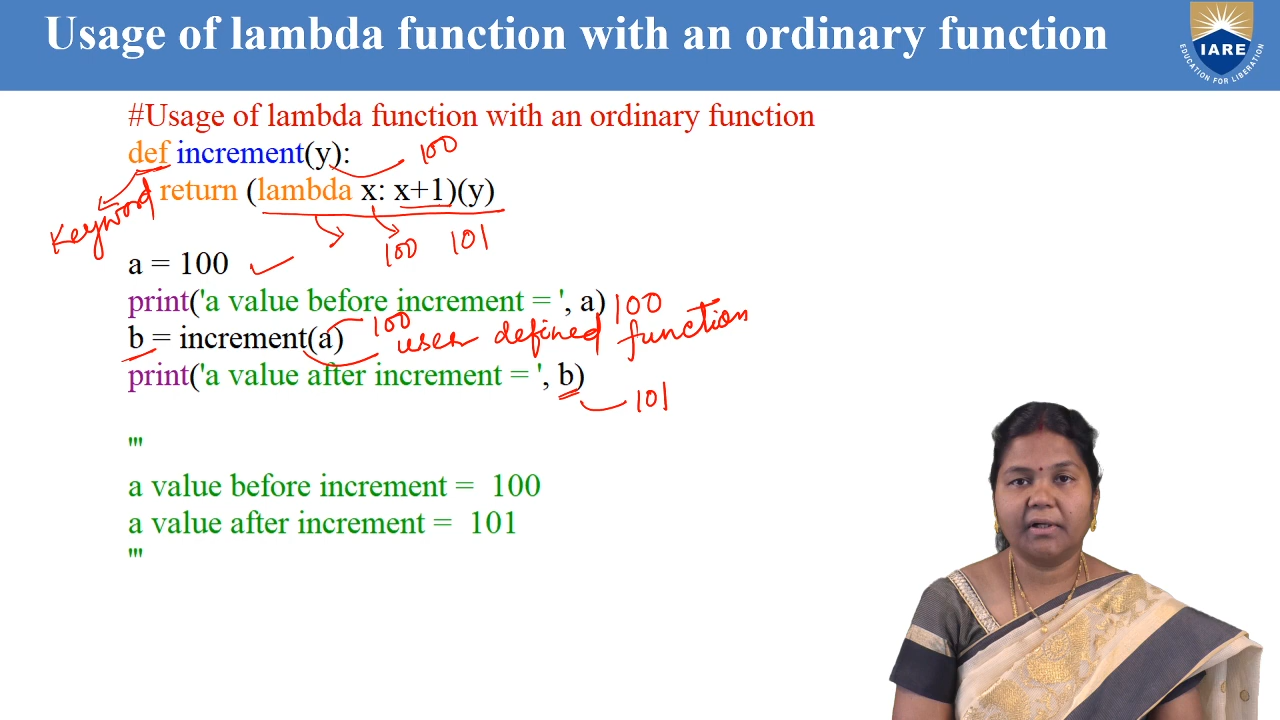 Usage of lambda function with an ordinary function
IARE
EDUCATION FOR LIBERATION
#Usage of lambda function with an ordinary function
def increment(y):
100
return (lambda x: x+1)(y)
Keyword
100 101
a = 100
print('a value before increment = ', a) 100
b = increment(a) 100 user defined function
print('a value after increment = ', b)
101
'''
a value before increment =  100
a value after increment =  101
'''